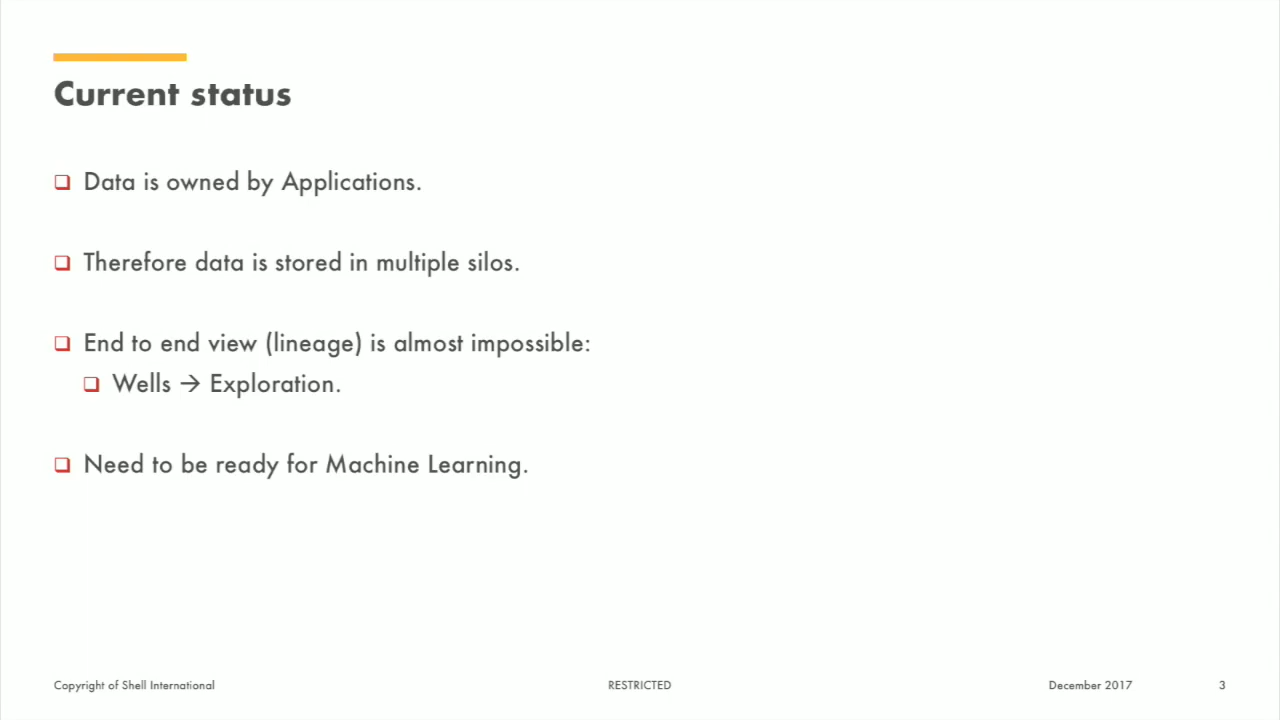 Current status
❑ Data is owned by Applications.
❑ Therefore data is stored in multiple silos.
❑ End to end view (lineage) is almost impossible:
❑ Wells → Exploration.
❑ Need to be ready for Machine Learning.
Copyright of Shell International
RESTRICTED
December 2017
3